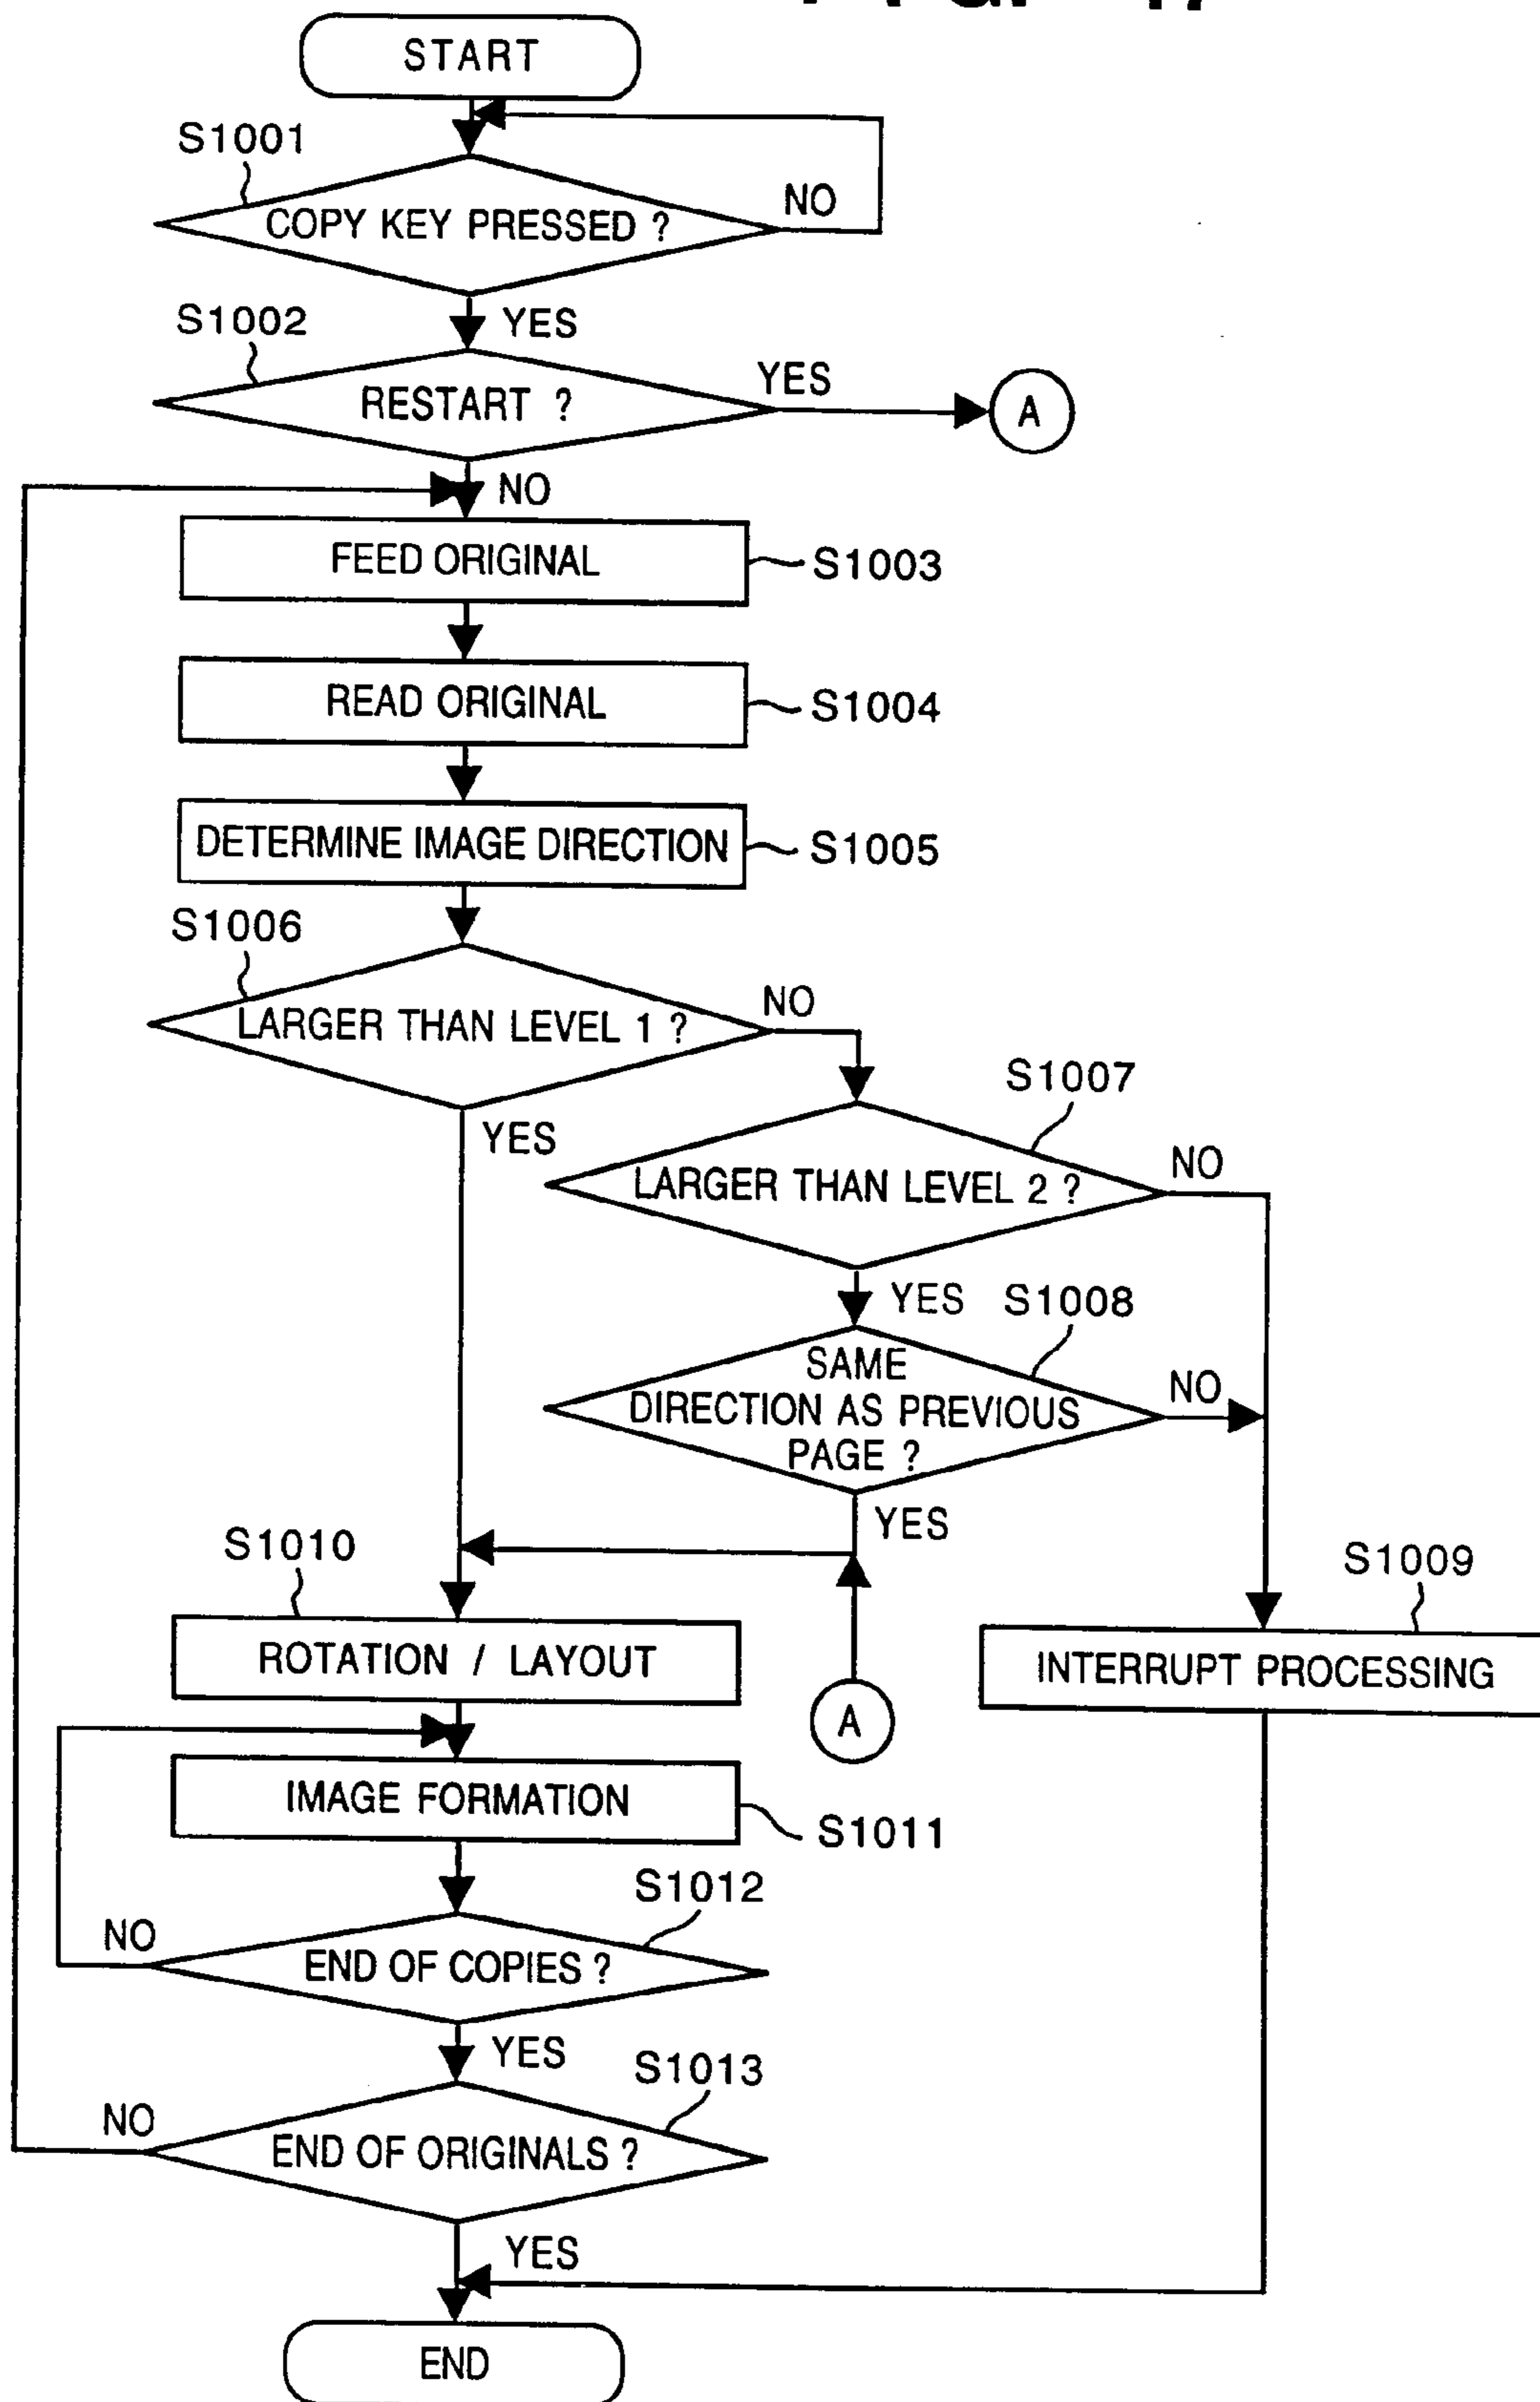 START
S1001
COPY KEY PRESSED ?
NO
YES
S1002
RESTART ?
YES
A
NO
FEED ORIGINAL
S1003
READ ORIGINAL
S1004
DETERMINE IMAGE DIRECTION
S1005
S1006
LARGER THAN LEVEL 1 ?
NO
YES
S1007
LARGER THAN LEVEL 2 ?
NO
YES
S1008
SAME
DIRECTION AS PREVIOUS
PAGE ?
NO
YES
S1010
ROTATION / LAYOUT
A
S1009
INTERRUPT PROCESSING
IMAGE FORMATION
S1011
S1012
END OF COPIES ?
NO
YES
S1013
END OF ORIGINALS ?
NO
YES
END